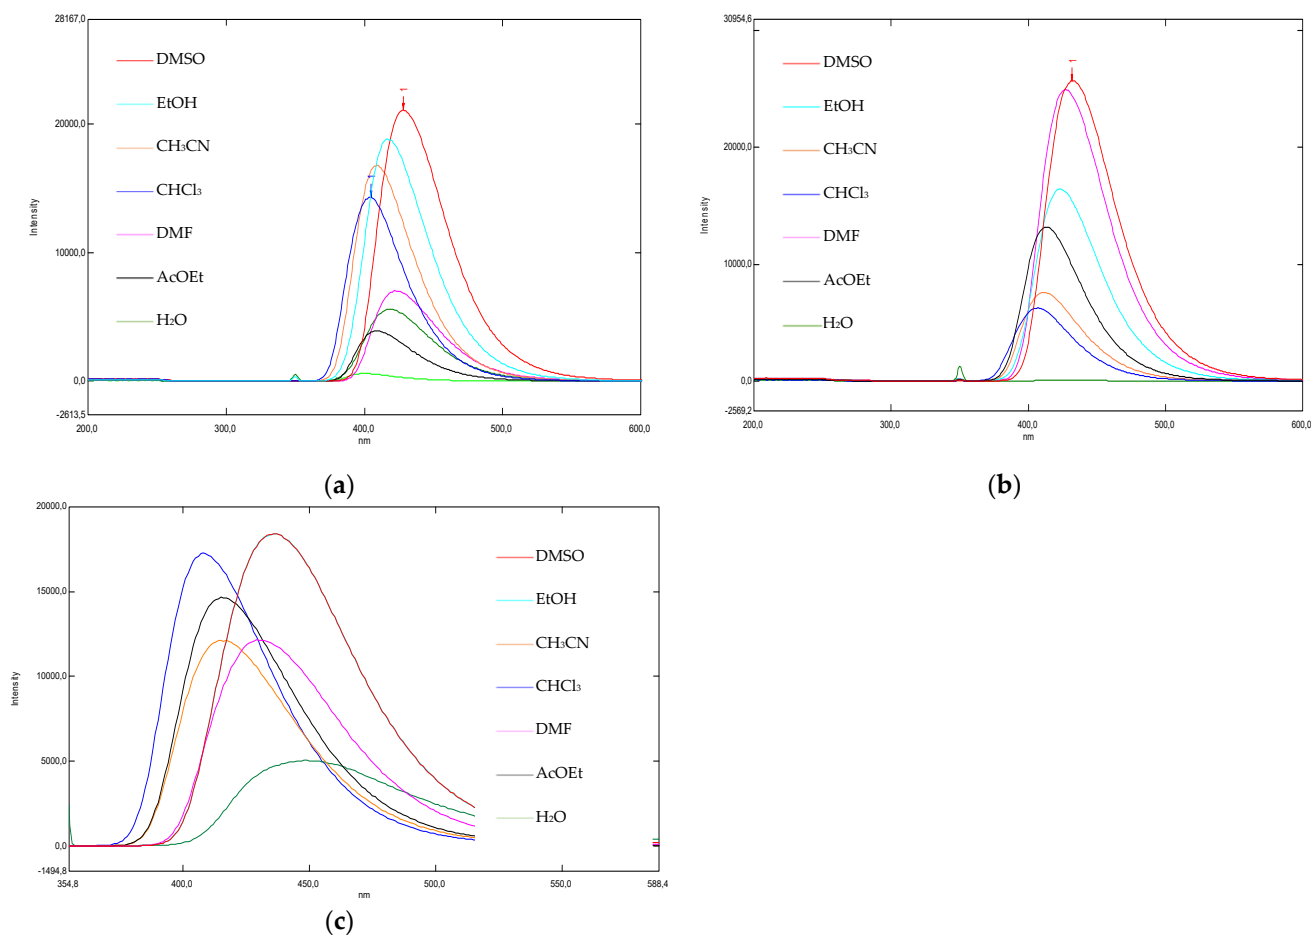 28167,0
DMSO
EtOH
CH₃CN
CHCl₃
DMF
AcOEt
H₂O
20000,0
10000,0
0,0
-2613,5
Intensity
1
1
200,0 300,0 400,0 500,0 600,0
nm
(a)
30954,6
DMSO
EtOH
CH₃CN
CHCl₃
DMF
AcOEt
H₂O
20000,0
10000,0
0,0
-2569,2
Intensity
1
200,0 300,0 400,0 500,0 600,0
nm
(b)
20000,0
15000,0
10000,0
5000,0
0,0
-1494,8
Intensity
DMSO
EtOH
CH₃CN
CHCl₃
DMF
AcOEt
H₂O
354,8 400,0 450,0 500,0 550,0 588,4
nm
(c)